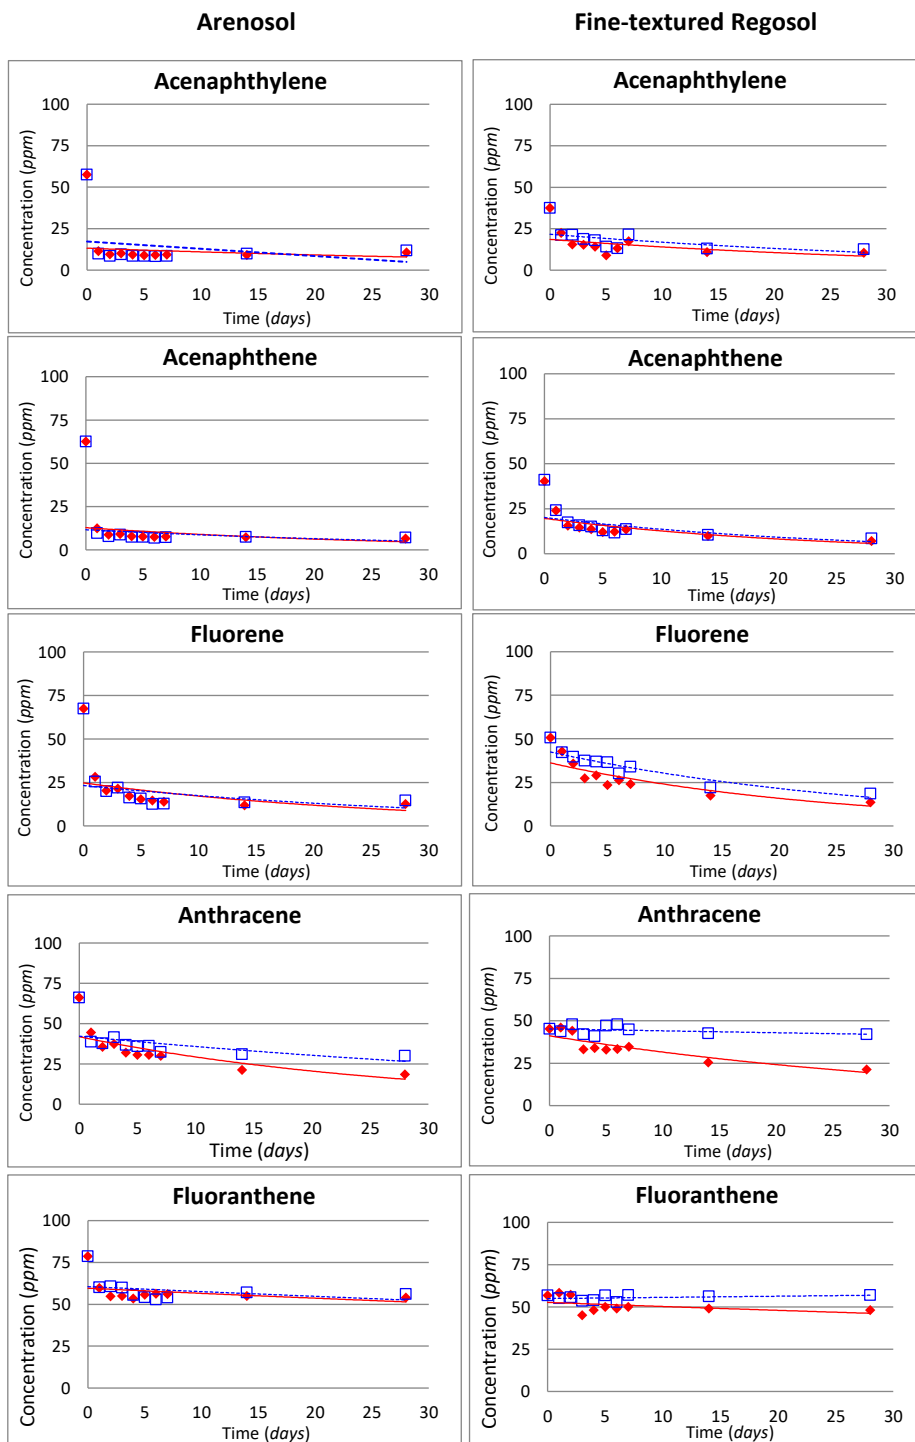 Arenosol
Fine-textured Regosol
Acenaphthylene
Concentration (ppm)
100
75
50
25
0
0 5 10 15 20 25 30
Time (days)
Acenaphthylene
Concentration (ppm)
100
75
50
25
0
0 5 10 15 20 25 30
Time (days)
Acenaphthene
Concentration (ppm)
100
75
50
25
0
0 5 10 15 20 25 30
Time (days)
Acenaphthene
Concentration (ppm)
100
75
50
25
0
0 5 10 15 20 25 30
Time (days)
Fluorene
Concentration (ppm)
100
75
50
25
0
0 5 10 15 20 25 30
Time (days)
Fluorene
Concentration (ppm)
100
75
50
25
0
0 5 10 15 20 25 30
Time (days)
Anthracene
Concentration (ppm)
100
75
50
25
0
0 5 10 15 20 25 30
Time (days)
Anthracene
Concentration (ppm)
100
75
50
25
0
0 5 10 15 20 25 30
Time (days)
Fluoranthene
Concentration (ppm)
100
75
50
25
0
0 5 10 15 20 25 30
Time (days)
Fluoranthene
Concentration (ppm)
100
75
50
25
0
0 5 10 15 20 25 30
Time (days)